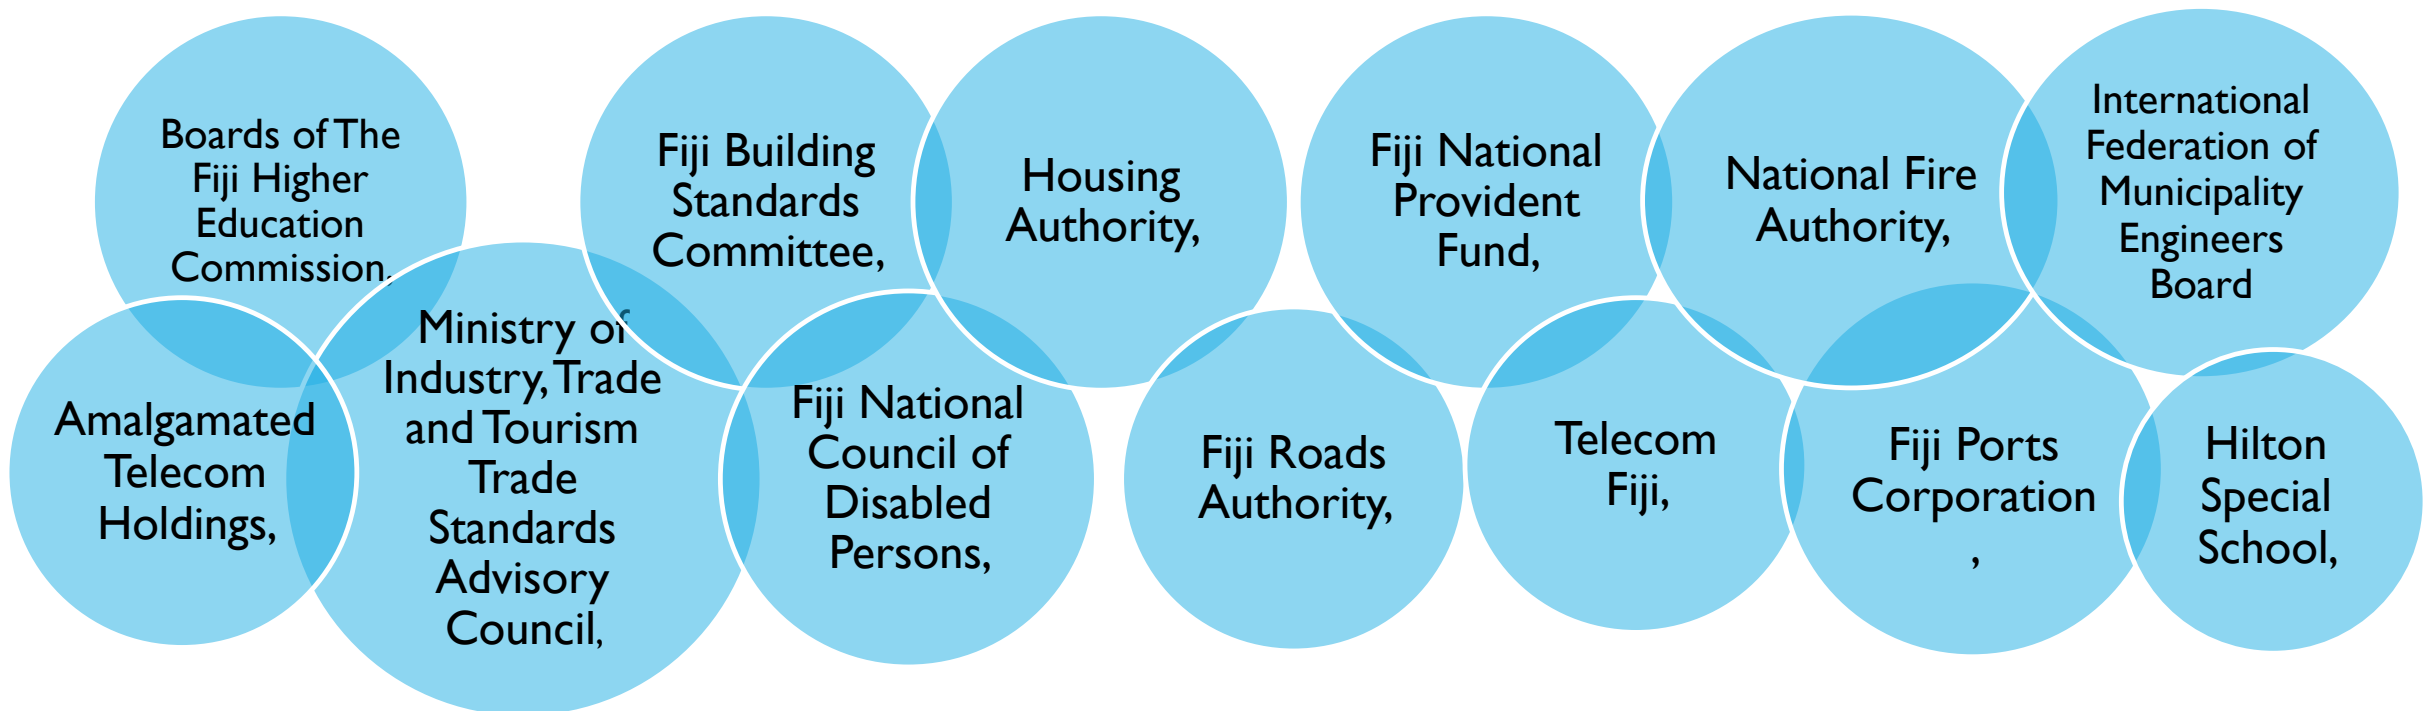 Boards of The
Fiji Higher
Education
Commission,
Amalgamated
Telecom
Holdings,
Ministry of
Industry, Trade
and Tourism
Trade
Standards
Advisory
Council,
Fiji Building
Standards
Committee,
Fiji National
Council of
Disabled
Persons,
Housing
Authority,
Fiji Roads
Authority,
Fiji National
Provident
Fund,
Telecom
Fiji,
National Fire
Authority,
Fiji Ports
Corporation
,
International
Federation of
Municipality
Engineers
Board
Hilton
Special
School,